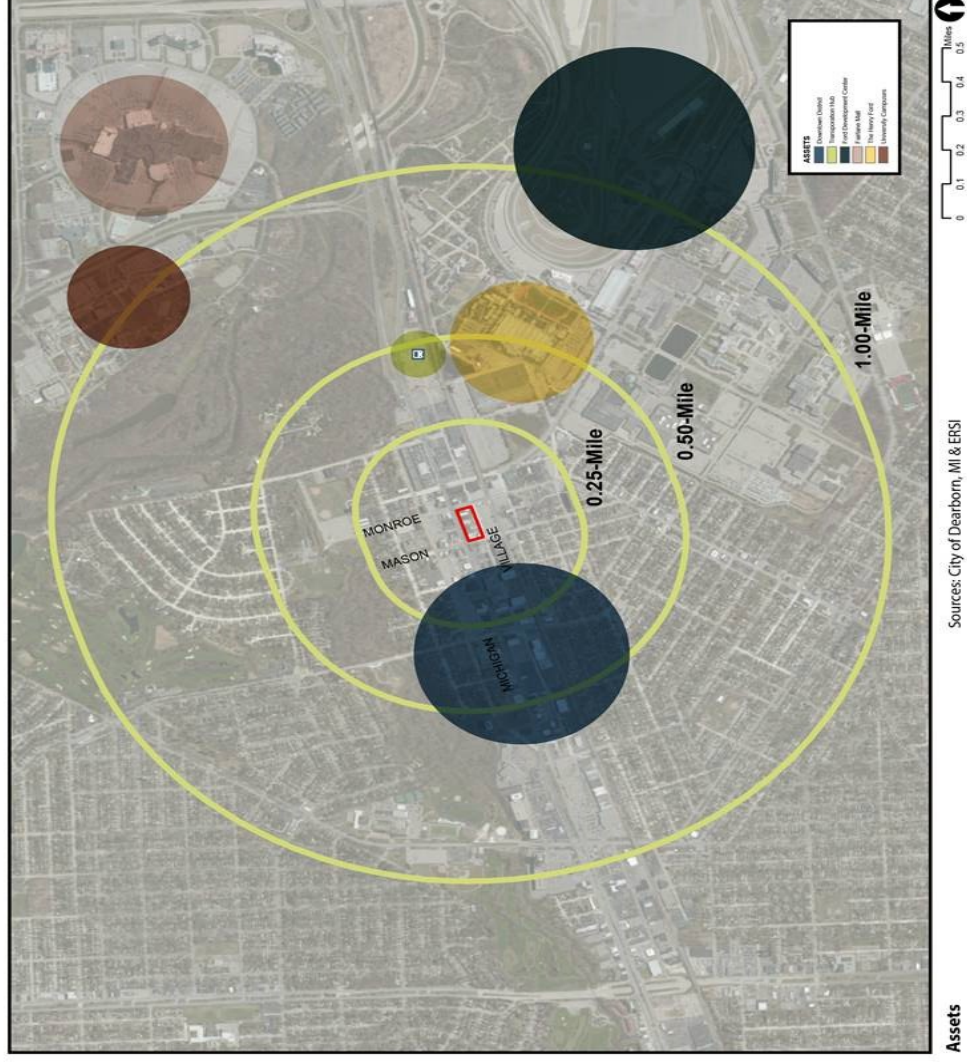 MONROE
MASON
VILLAGE
MICHIGAN
0.25-Mile
0.50-Mile
1.00-Mile
ASSETS
Downtown District
Transporation Hub
Ford Development Center
Fairlane Mall
The Henry Ford
University Campuses
Miles
0 0.1 0.2 0.3 0.4 0.5
Assets
Sources: City of Dearborn, MI & ERSI